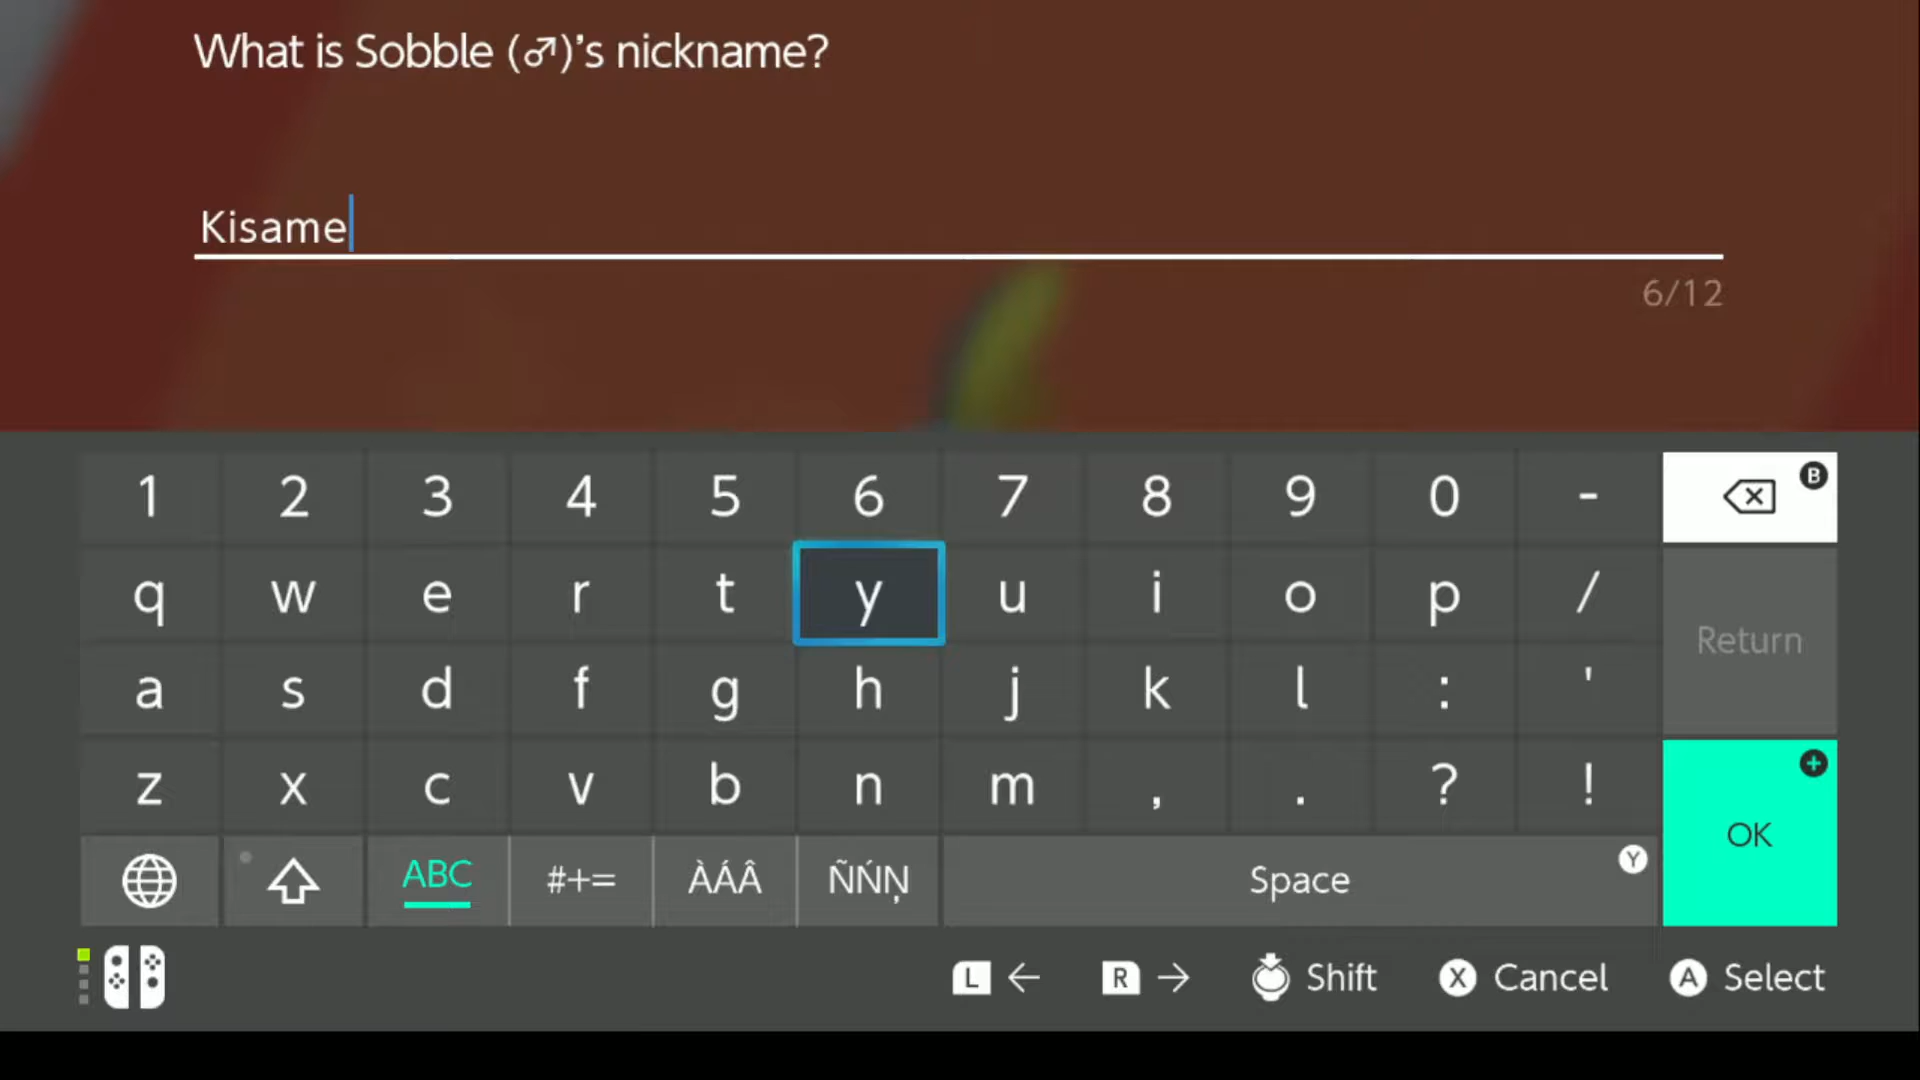 What is Sobble (♂)'s nickname?
Kisame
6/12
1 2 3 4 5 6 7 8 9 0 - B
q w e r t y u i o p /
Return
a s d f g h j k l : '
z x c v b n m , . ? ! +
OK
ABC #+= ÀÁÂ ÑŃŅ Space Y
L ← R → Shift X Cancel A Select